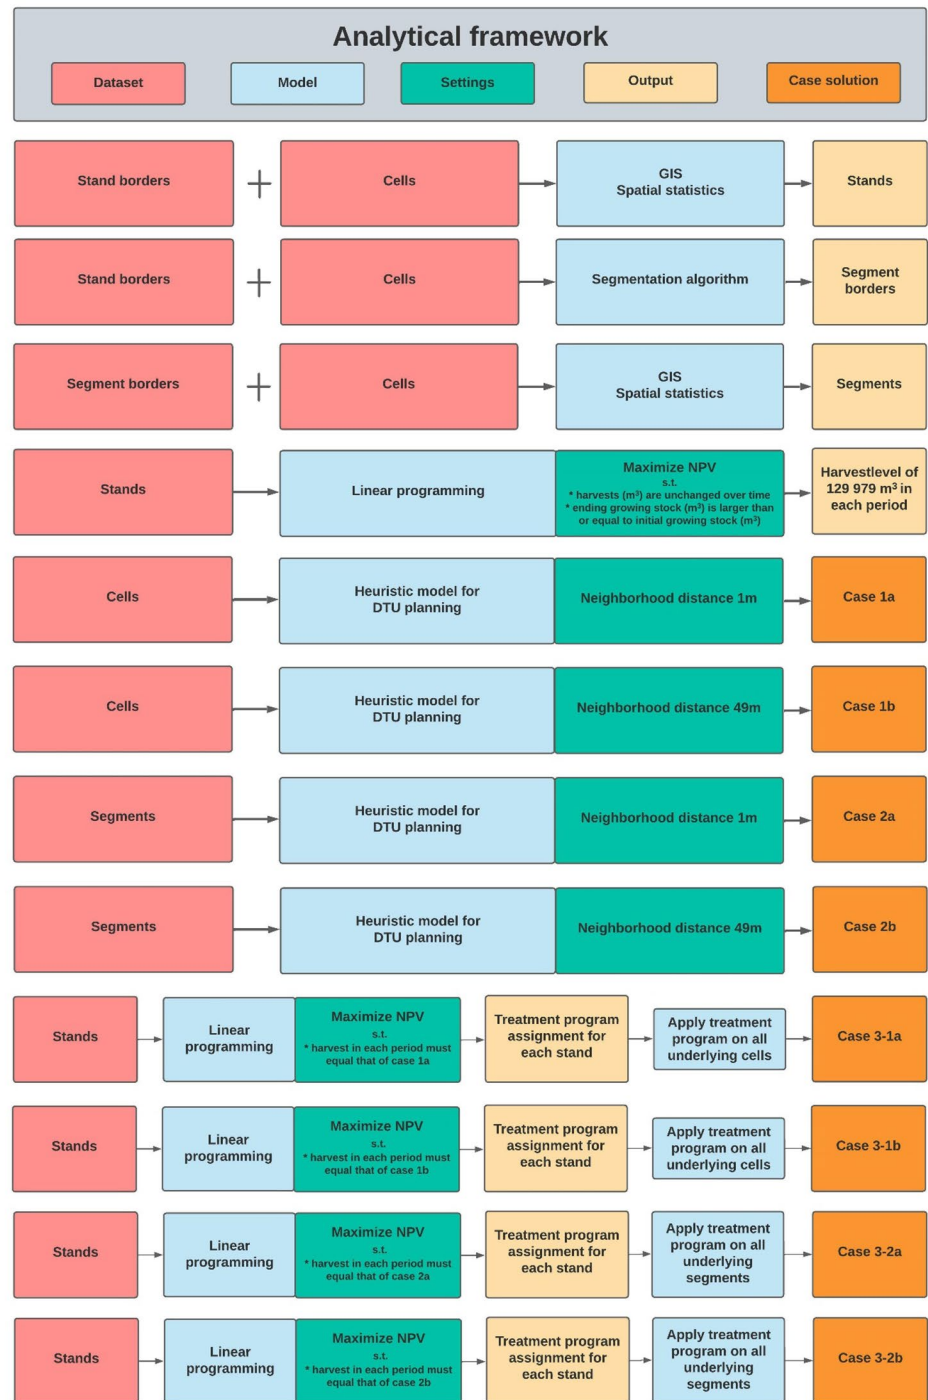 Analytical framework
Dataset
Model
Settings
Output
Case solution
Stand borders
+
Cells
GIS
Spatial statistics
Stands
Stand borders
+
Cells
Segmentation algorithm
Segment
borders
Segment borders
+
Cells
GIS
Spatial statistics
Segments
Stands
Linear programming
Maximize NPV
s.t.
* harvests (m³) are unchanged over time
* ending growing stock (m³) is larger than
or equal to initial growing stock (m³)
Harvestlevel of
129 979 m³ in
each period
Cells
Heuristic model for
DTU planning
Neighborhood distance 1m
Case 1a
Cells
Heuristic model for
DTU planning
Neighborhood distance 49m
Case 1b
Segments
Heuristic model for
DTU planning
Neighborhood distance 1m
Case 2a
Segments
Heuristic model for
DTU planning
Neighborhood distance 49m
Case 2b
Stands
Linear
programming
Maximize NPV
s.t.
* harvest in each period must
equal that of case 1a
Treatment program
assignment for
each stand
Apply treatment
program on all
underlying cells
Case 3-1a
Stands
Linear
programming
Maximize NPV
s.t.
* harvest in each period must
equal that of case 1b
Treatment program
assignment for
each stand
Apply treatment
program on all
underlying cells
Case 3-1b
Stands
Linear
programming
Maximize NPV
s.t.
* harvest in each period must
equal that of case 2a
Treatment program
assignment for
each stand
Apply treatment
program on all
underlying
segments
Case 3-2a
Stands
Linear
programming
Maximize NPV
s.t.
* harvest in each period must
equal that of case 2b
Treatment program
assignment for
each stand
Apply treatment
program on all
underlying
segments
Case 3-2b